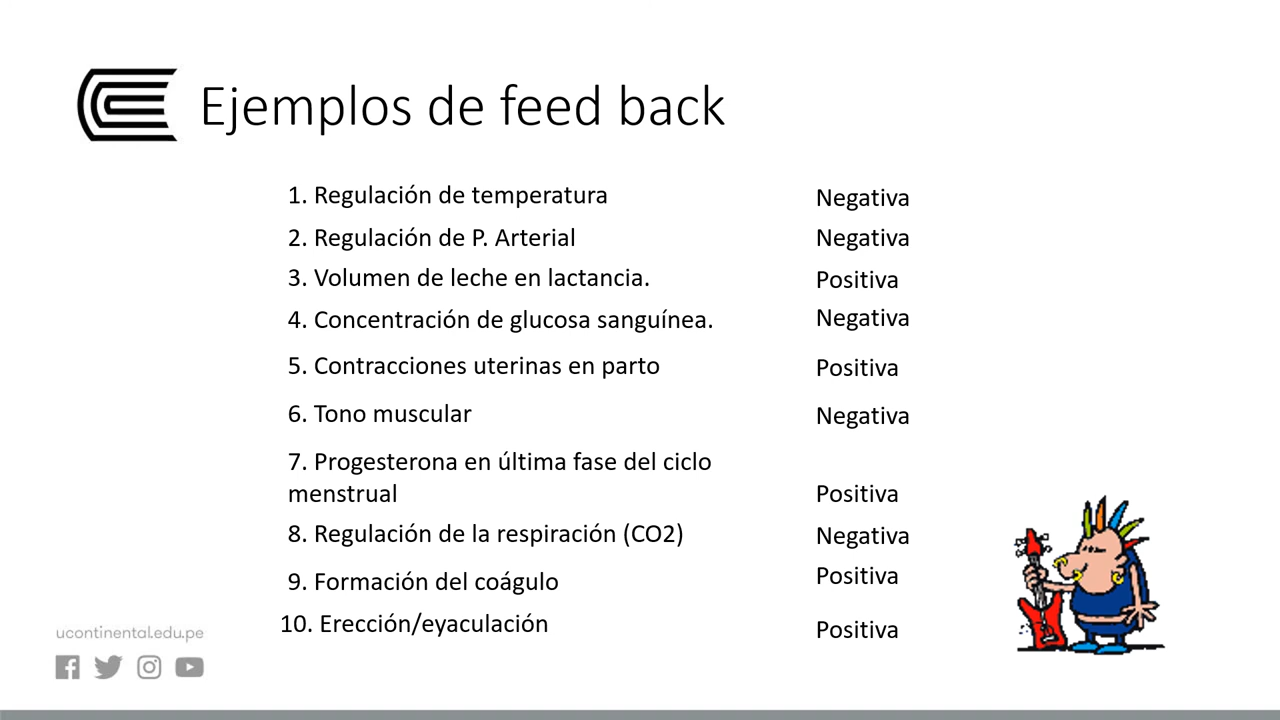 Ejemplos de feed back
1. Regulación de temperatura Negativa
2. Regulación de P. Arterial Negativa
3. Volumen de leche en lactancia. Positiva
4. Concentración de glucosa sanguínea. Negativa
5. Contracciones uterinas en parto Positiva
6. Tono muscular Negativa
7. Progesterona en última fase del ciclo
menstrual Positiva
8. Regulación de la respiración (CO2) Negativa
9. Formación del coágulo Positiva
10. Erección/eyaculación Positiva
ucontinental.edu.pe